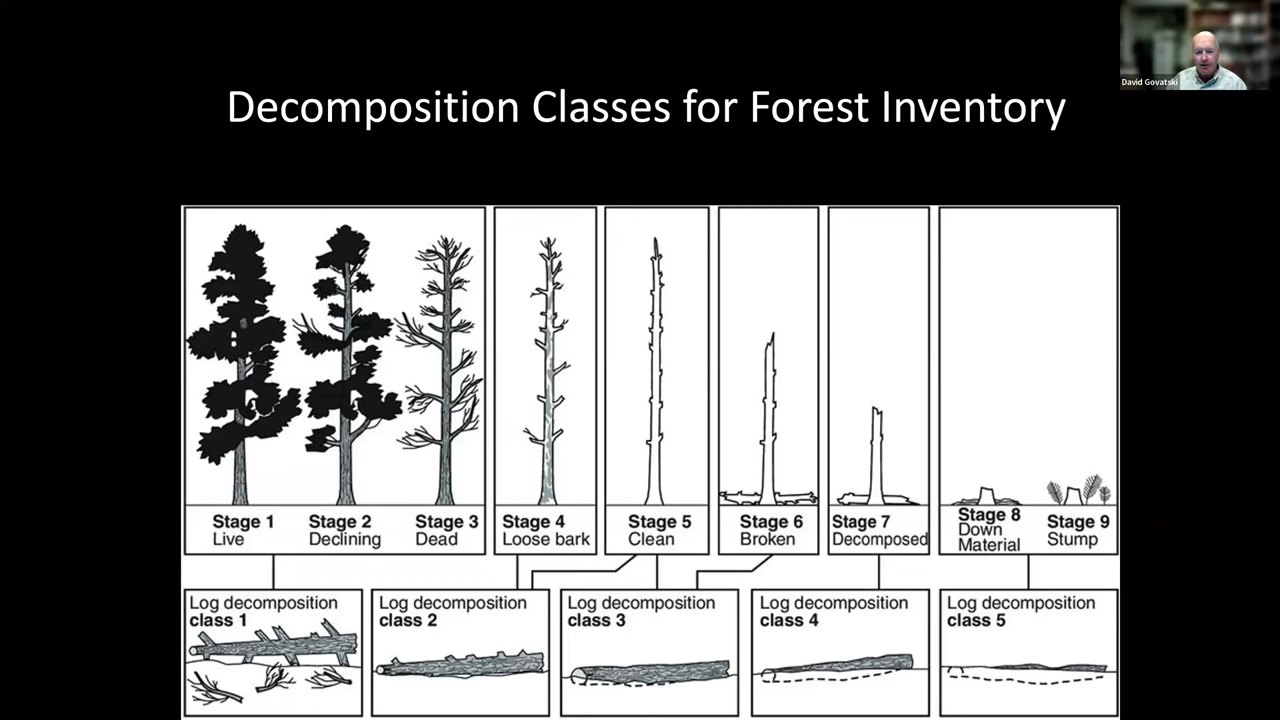 David Govatski
Decomposition Classes for Forest Inventory
Stage 1
Live
Stage 2
Declining
Stage 3
Dead
Stage 4
Loose bark
Stage 5
Clean
Stage 6
Broken
Stage 7
Decomposed
Stage 8
Down
Material
Stage 9
Stump
Log decomposition
class 1
Log decomposition
class 2
Log decomposition
class 3
Log decomposition
class 4
Log decomposition
class 5